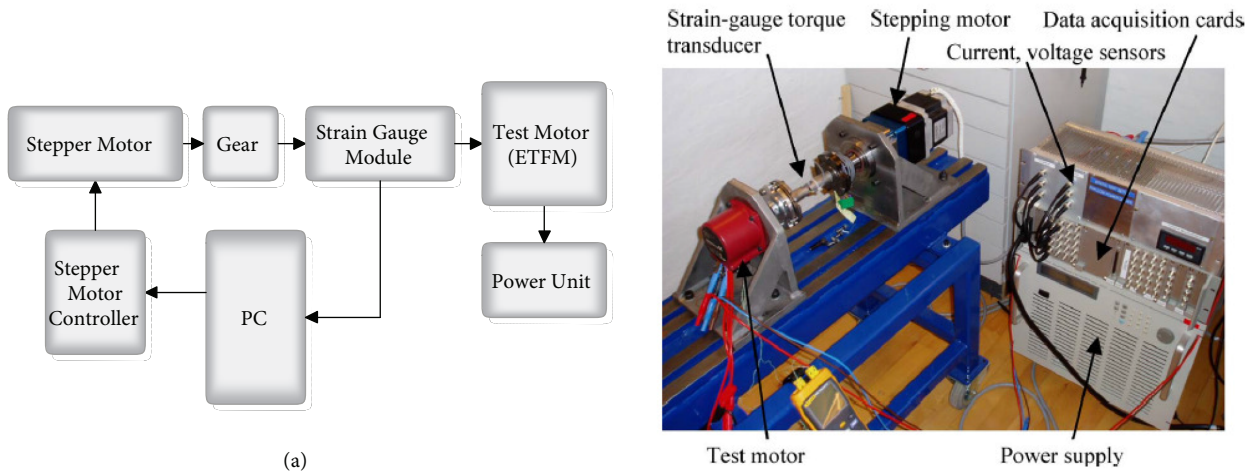 Stepper Motor
Gear
Strain Gauge
Module
Test Motor
(ETFM)
Stepper
Motor
Controller
PC
Power Unit
(a)
Strain-gauge torque
transducer
Stepping motor
Data acquisition cards
Current, voltage sensors
Test motor
Power supply